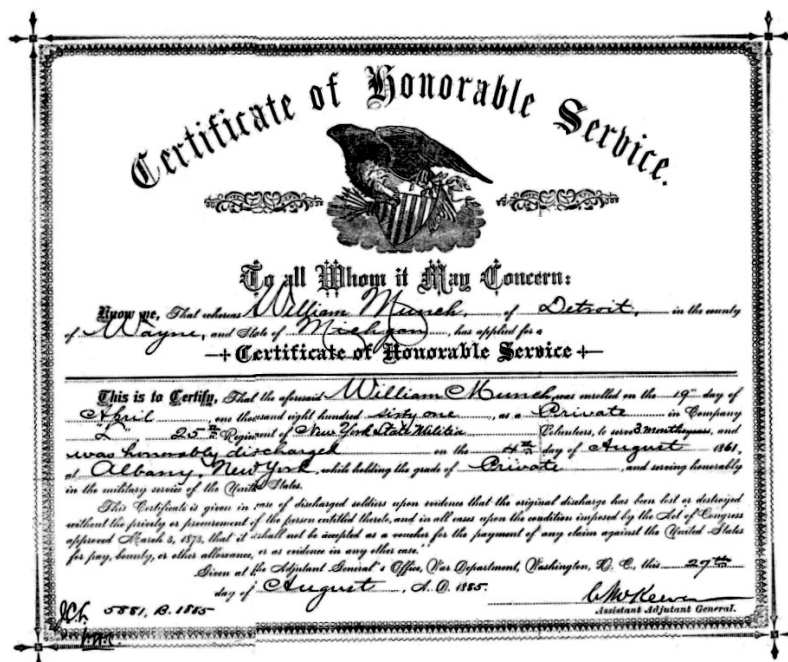 Certificate of Honorable Service.
To all Whom it May Concern:
Know me, That whereas William Munch, of Detroit, in the county
of Wayne, and State of Michigan, has applied for a
Certificate of Honorable Service
This is to Certify, That the aforesaid William Munch, was enrolled on the 19th day of
April, one thousand eight hundred sixty one, as a Private in Company
25th Regiment of New York State Militia Volunteers, to serve 3 months years, and
was honorably discharged on the 4th day of August 1861,
at Albany, New York, while holding the grade of Private, and serving honorably
in the military service of the United States.
This Certificate is given in case of discharged soldiers upon evidence that the original discharge has been lost or destroyed
without the privity or procurement of the person entitled thereto, and in all cases upon the condition imposed by the Act of Congress
approved March 3, 1873, that it shall not be accepted as a voucher for the payment of any claim against the United States
for pay, bounty, or other allowance, or as evidence in any other case.
Given at the Adjutant General's Office, War Department, Washington, D. C., this 27th
day of August, A. D. 1885.
C McKeever
5881, B. 1885
Assistant Adjutant General.